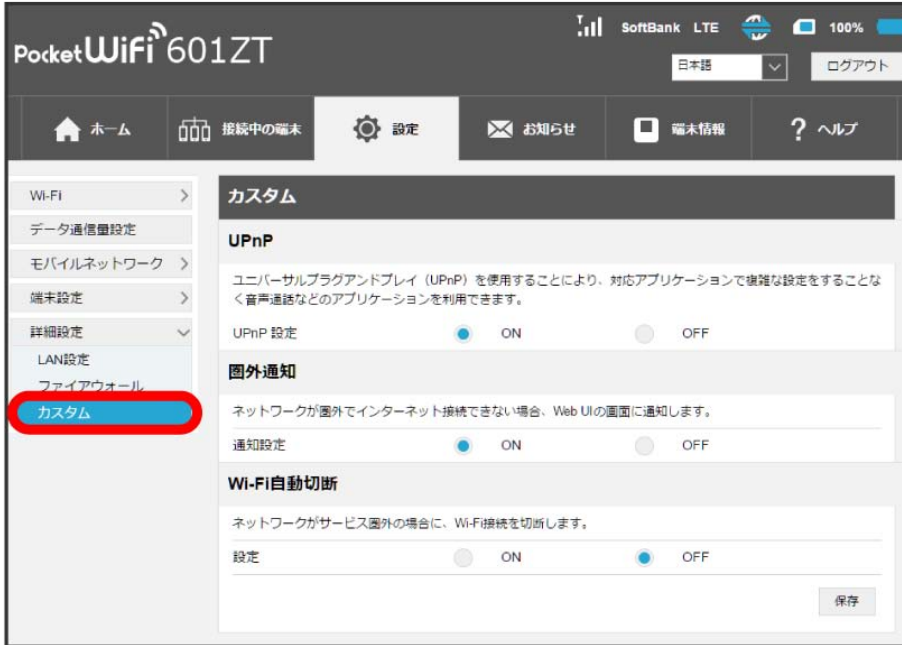 PocketWiFi 601ZT
SoftBank LTE 100%
日本語 ログアウト
ホーム 接続中の端末 設定 お知らせ 端末情報 ? ヘルプ
Wi-Fi
データ通信量設定
モバイルネットワーク
端末設定
詳細設定
LAN設定
ファイアウォール
カスタム
カスタム
UPnP
ユニバーサルプラグアンドプレイ（UPnP）を使用することにより、対応アプリケーションで複雑な設定をすることな
く音声通話などのアプリケーションを利用できます。
UPnP 設定 ON OFF
圏外通知
ネットワークが圏外でインターネット接続できない場合、Web UIの画面に通知します。
通知設定 ON OFF
Wi-Fi自動切断
ネットワークがサービス圏外の場合に、Wi-Fi接続を切断します。
設定 ON OFF
保存